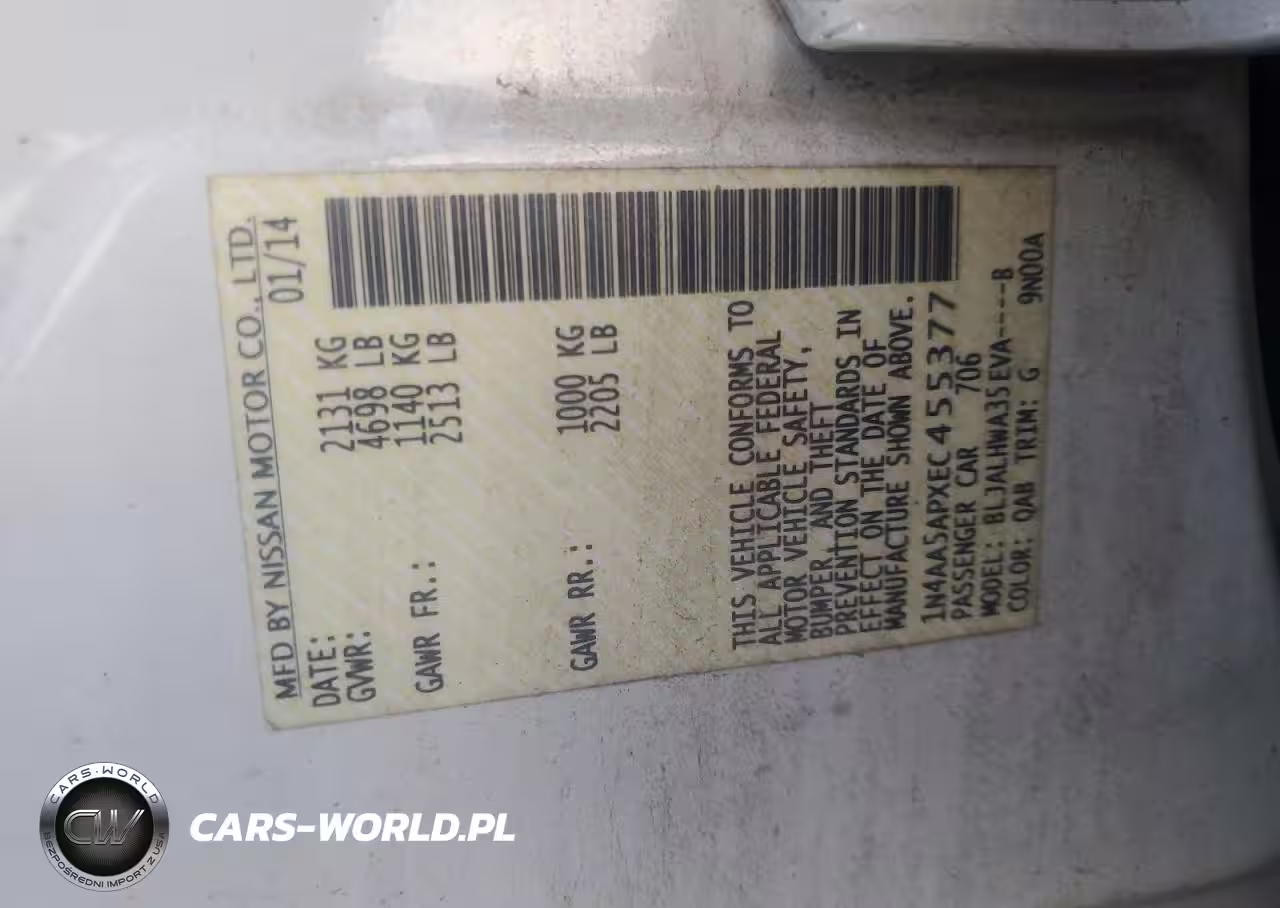 MFD BY NISSAN MOTOR CO., LTD.
DATE: 01/14
GVWR: 2131 KG
4698 LB
GAWR FR.: 1140 KG
2513 LB
GAWR RR.: 1000 KG
2205 LB
THIS VEHICLE CONFORMS TO
ALL APPLICABLE FEDERAL
MOTOR VEHICLE SAFETY,
BUMPER, AND THEFT
PREVENTION STANDARDS IN
EFFECT ON THE DATE OF
MANUFACTURE SHOWN ABOVE.
1N4AA5APXEC455377
PASSENGER CAR 706
MODEL: BLJALHWA35EVA----B
COLOR: QAB TRIM: G 9N00A
CARS-WORLD
CW
BEZPOŚREDNI IMPORT Z USA
CARS-WORLD.PL